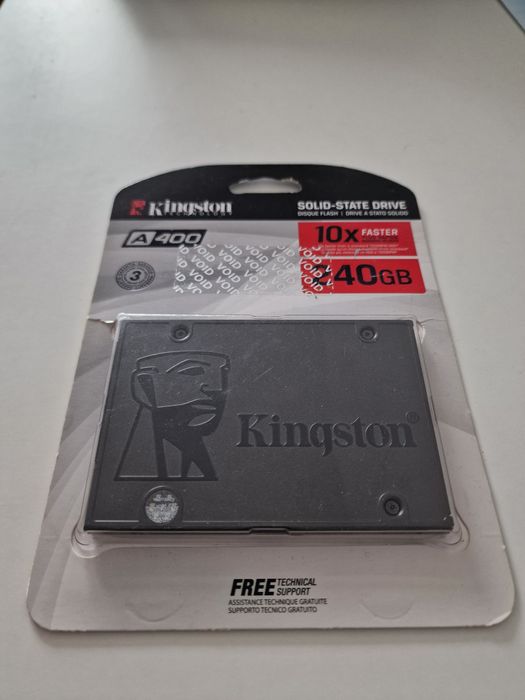 Kingston
TECHNOLOGY
SOLID-STATE DRIVE
DISQUE FLASH | DRIVE A STATO SOLIDO
A400
10x FASTER
3
VOID VOID VOID
240GB
Kingston®
FREE TECHNICAL SUPPORT
ASSISTANCE TECHNIQUE GRATUITE
SUPPORTO TECNICO GRATUITO